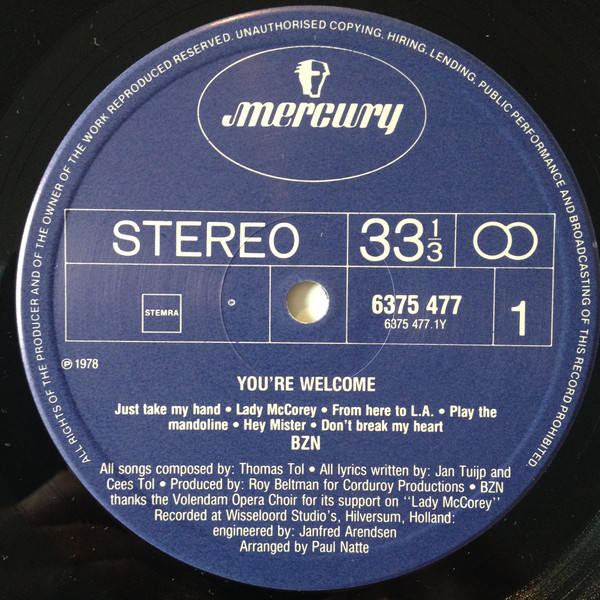 ALL RIGHTS OF THE PRODUCER AND OF THE OWNER OF THE WORK REPRODUCED RESERVED. UNAUTHORISED COPYING, HIRING, LENDING, PUBLIC PERFORMANCE AND BROADCASTING OF THIS RECORD PROHIBITED.
mercury
STEREO
33 1/3
STEMRA
6375 477
6375 477.1Y
1
Ⓟ 1978
YOU'RE WELCOME
Just take my hand • Lady McCorey • From here to L.A. • Play the
mandoline • Hey Mister • Don't break my heart
BZN
All songs composed by: Thomas Tol • All lyrics written by: Jan Tuijp and
Cees Tol • Produced by: Roy Beltman for Corduroy Productions • BZN
thanks the Volendam Opera Choir for its support on "Lady McCorey"
Recorded at Wisseloord Studio's, Hilversum, Holland:
engineered by: Janfred Arendsen
Arranged by Paul Natte